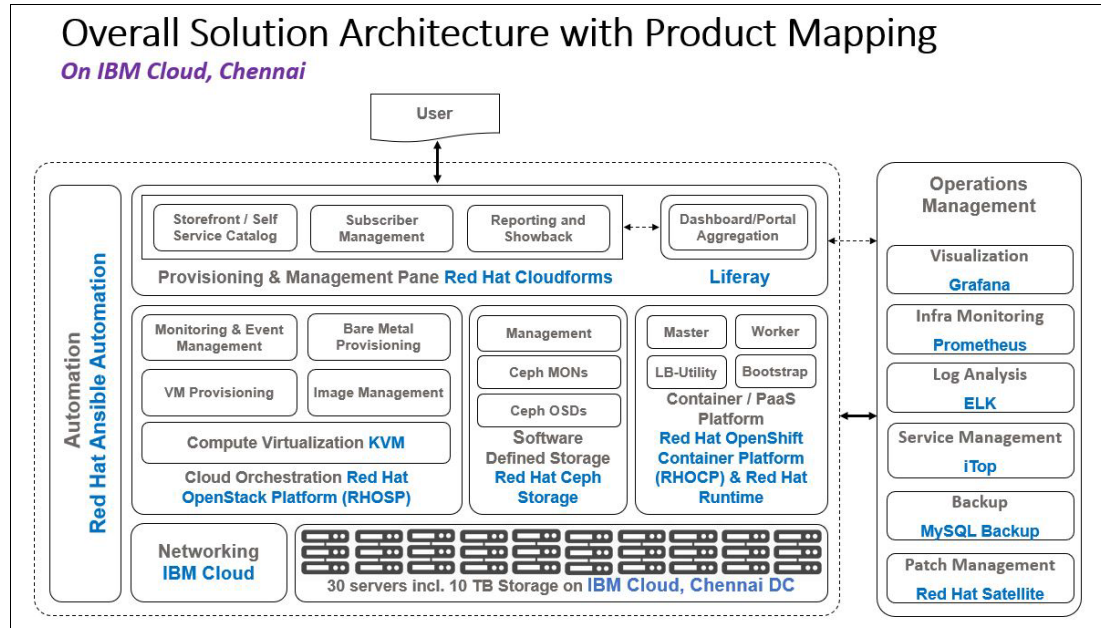 Overall Solution Architecture with Product Mapping
On IBM Cloud, Chennai
User
Automation
Red Hat Ansible Automation
Storefront / Self
Service Catalog
Subscriber
Management
Reporting and
Showback
Dashboard/Portal
Aggregation
Provisioning & Management Pane Red Hat Cloudforms
Liferay
Monitoring & Event
Management
Bare Metal
Provisioning
VM Provisioning
Image Management
Compute Virtualization KVM
Cloud Orchestration Red Hat
OpenStack Platform (RHOSP)
Management
Ceph MONs
Ceph OSDs
Software
Defined Storage
Red Hat Ceph
Storage
Master
Worker
LB-Utility
Bootstrap
Container / PaaS
Platform
Red Hat OpenShift
Container Platform
(RHOCP) & Red Hat
Runtime
Networking
IBM Cloud
30 servers incl. 10 TB Storage on IBM Cloud, Chennai DC
Operations
Management
Visualization
Grafana
Infra Monitoring
Prometheus
Log Analysis
ELK
Service Management
iTop
Backup
MySQL Backup
Patch Management
Red Hat Satellite